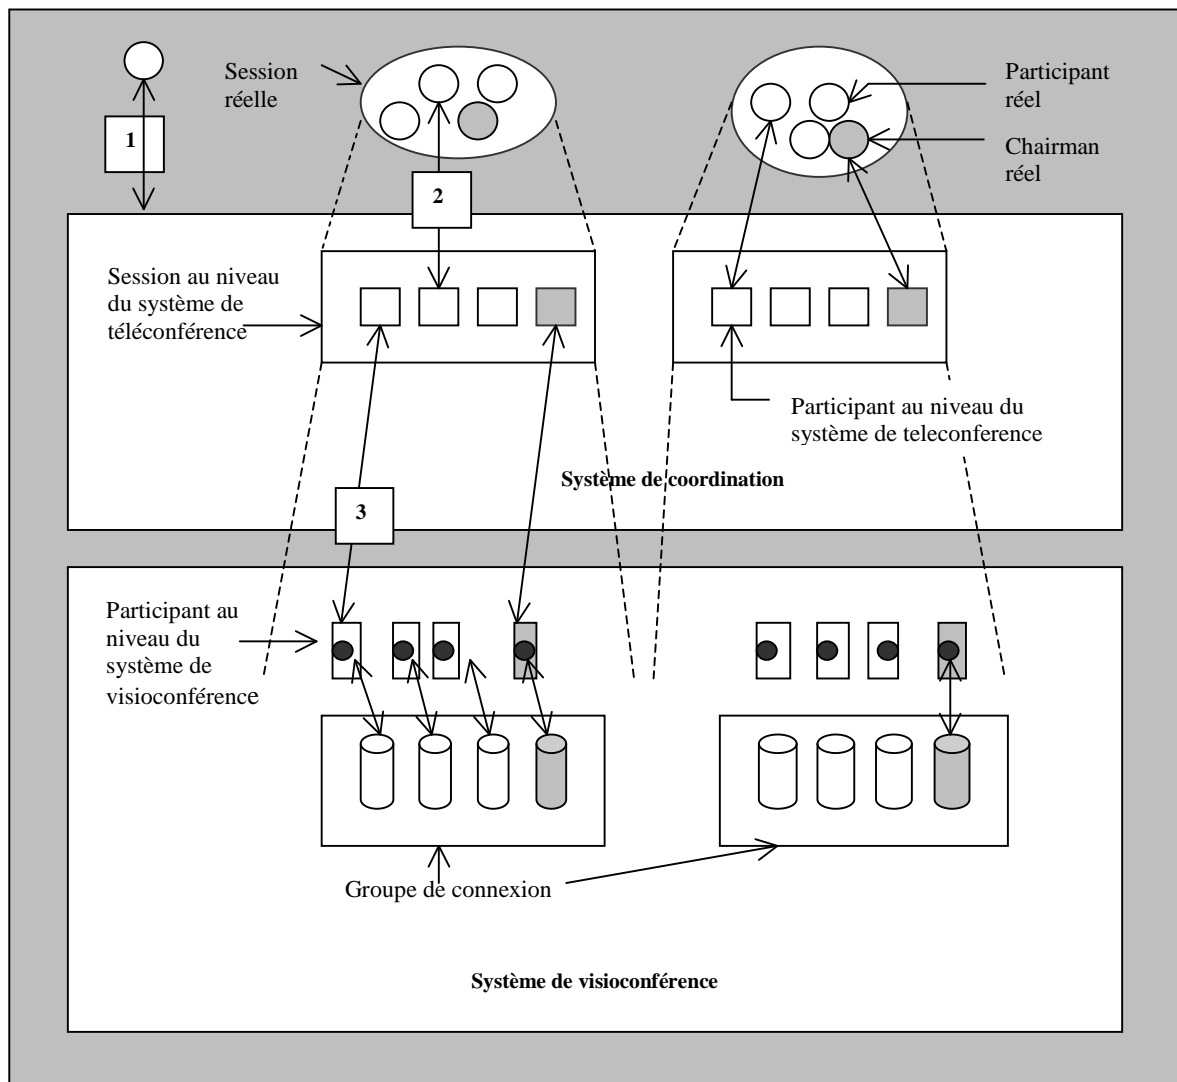 Session
réelle
Participant
réel
1
Chairman
réel
2
Session au niveau
du système de
téléconférence
Participant au niveau du
système de teleconference
Système de coordination
3
Participant au
niveau du
système de
visioconférence
Groupe de connexion
Système de visioconférence